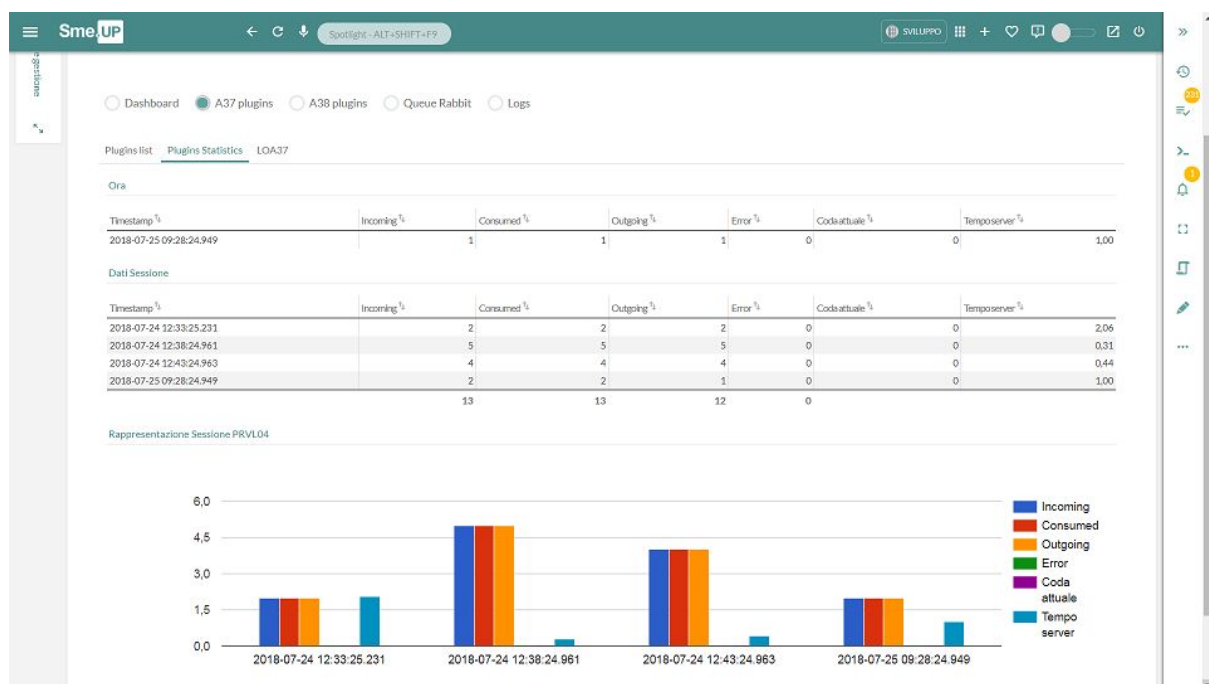 Sme.UP
Spotlight - ALT+SHIFT+F9
SVILUPPO
231
1
Dashboard A37 plugins A38 plugins Queue Rabbit Logs
Plugins list Plugins Statistics LOA37
Ora
Timestamp Incoming Consumed Outgoing Error Coda attuale Tempo server
2018-07-25 09:28:24.949 1 1 1 0 0 1,00
Dati Sessione
Timestamp Incoming Consumed Outgoing Error Coda attuale Tempo server
2018-07-24 12:33:25.231 2 2 2 0 0 2,06
2018-07-24 12:38:24.961 5 5 5 0 0 0,31
2018-07-24 12:43:24.963 4 4 4 0 0 0,44
2018-07-25 09:28:24.949 2 2 1 0 0 1,00
13 13 12 0
Rappresentazione Sessione PRVL04
6,0
4,5
3,0
1,5
0,0
2018-07-24 12:33:25.231 2018-07-24 12:38:24.961 2018-07-24 12:43:24.963 2018-07-25 09:28:24.949
Incoming
Consumed
Outgoing
Error
Coda
attuale
Tempo
server